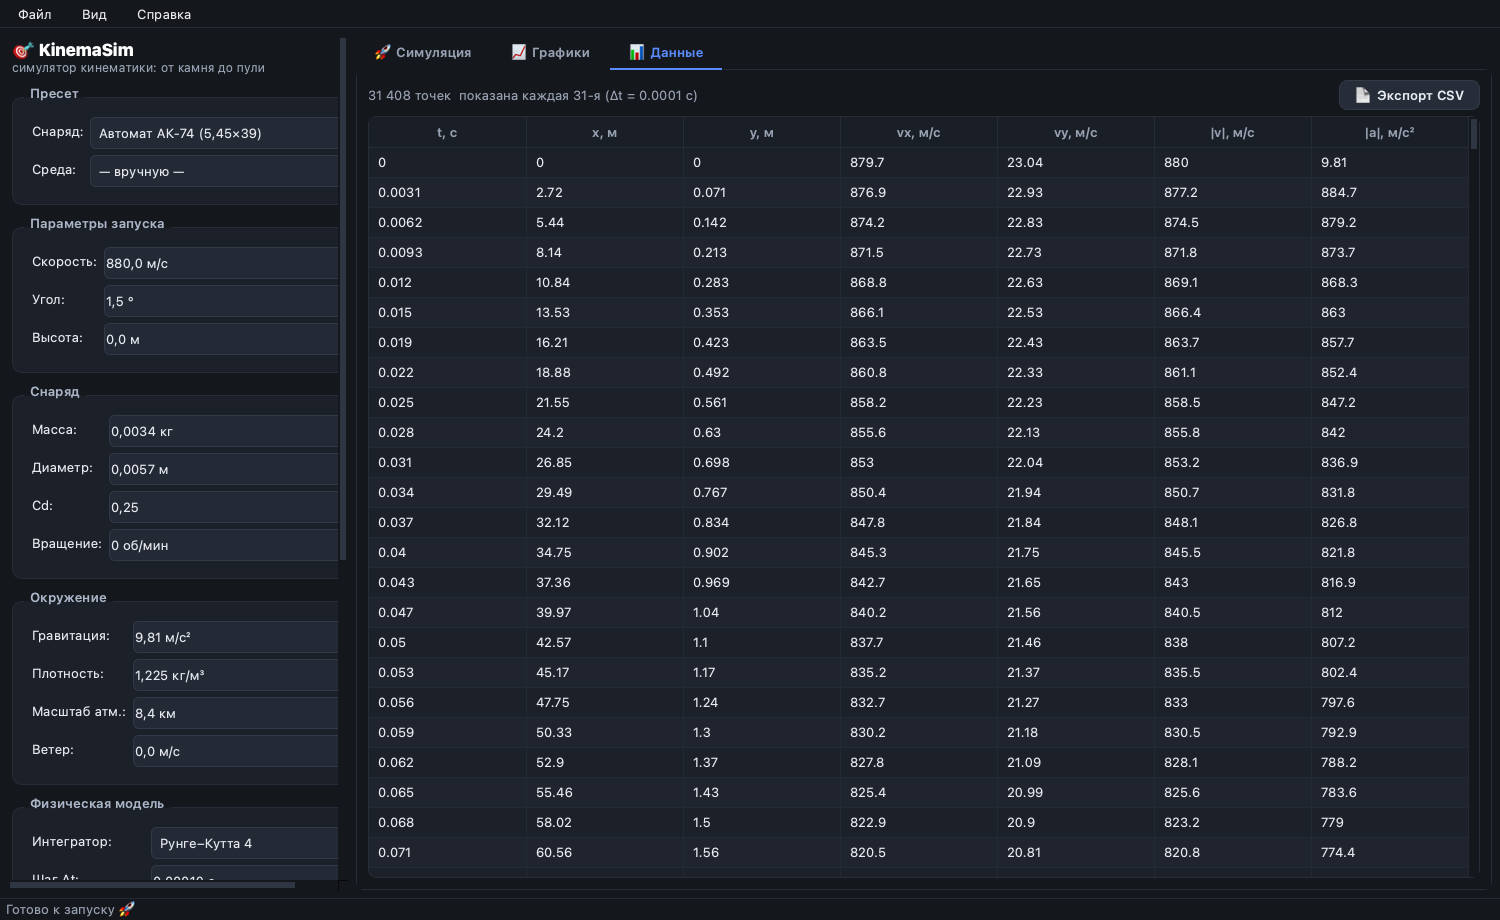 Файл Вид Справка
KinemaSim
симулятор кинематики: от камня до пули
Пресет
Снаряд: Автомат АК-74 (5,45×39)
Среда: — вручную —
Параметры запуска
Скорость: 880,0 м/с
Угол: 1,5 °
Высота: 0,0 м
Снаряд
Масса: 0,0034 кг
Диаметр: 0,0057 м
Cd: 0,25
Вращение: 0 об/мин
Окружение
Гравитация: 9,81 м/с²
Плотность: 1,225 кг/м³
Масштаб атм.: 8,4 км
Ветер: 0,0 м/с
Физическая модель
Интегратор: Рунге–Кутта 4
Шаг Δt: 0,00010 с
Симуляция Графики Данные
31 408 точек показана каждая 31-я (Δt = 0.0001 с)
Экспорт CSV
t, с x, м y, м vx, м/с vy, м/с |v|, м/с |a|, м/с²
0 0 0 879.7 23.04 880 9.81
0.0031 2.72 0.071 876.9 22.93 877.2 884.7
0.0062 5.44 0.142 874.2 22.83 874.5 879.2
0.0093 8.14 0.213 871.5 22.73 871.8 873.7
0.012 10.84 0.283 868.8 22.63 869.1 868.3
0.015 13.53 0.353 866.1 22.53 866.4 863
0.019 16.21 0.423 863.5 22.43 863.7 857.7
0.022 18.88 0.492 860.8 22.33 861.1 852.4
0.025 21.55 0.561 858.2 22.23 858.5 847.2
0.028 24.2 0.63 855.6 22.13 855.8 842
0.031 26.85 0.698 853 22.04 853.2 836.9
0.034 29.49 0.767 850.4 21.94 850.7 831.8
0.037 32.12 0.834 847.8 21.84 848.1 826.8
0.04 34.75 0.902 845.3 21.75 845.5 821.8
0.043 37.36 0.969 842.7 21.65 843 816.9
0.047 39.97 1.04 840.2 21.56 840.5 812
0.05 42.57 1.1 837.7 21.46 838 807.2
0.053 45.17 1.17 835.2 21.37 835.5 802.4
0.056 47.75 1.24 832.7 21.27 833 797.6
0.059 50.33 1.3 830.2 21.18 830.5 792.9
0.062 52.9 1.37 827.8 21.09 828.1 788.2
0.065 55.46 1.43 825.4 20.99 825.6 783.6
0.068 58.02 1.5 822.9 20.9 823.2 779
0.071 60.56 1.56 820.5 20.81 820.8 774.4
Готово к запуску